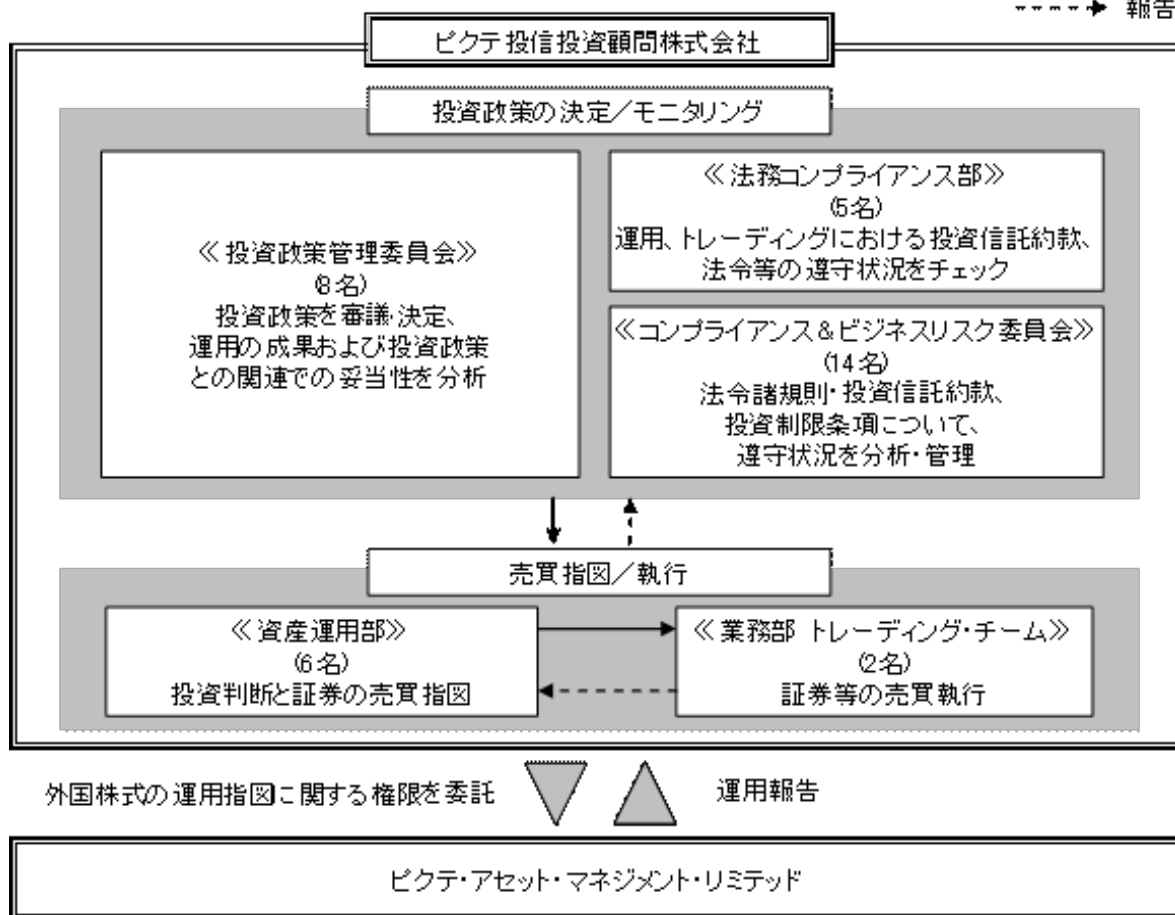 報告
ピクテ投信投資顧問株式会社
投資政策の決定／モニタリング
≪投資政策管理委員会≫
(8名)
投資政策を審議・決定、
運用の成果および投資政策
との関連での妥当性を分析
≪法務コンプライアンス部≫
(5名)
運用、トレーディングにおける投資信託約款、
法令等の遵守状況をチェック
≪コンプライアンス＆ビジネスリスク委員会≫
(14名)
法令諸規則・投資信託約款、
投資制限条項について、
遵守状況を分析・管理
売買指図／執行
≪資産運用部≫
(6名)
投資判断と証券の売買指図
≪業務部 トレーディング・チーム≫
(2名)
証券等の売買執行
外国株式の運用指図に関する権限を委託
運用報告
ピクテ・アセット・マネジメント・リミテッド